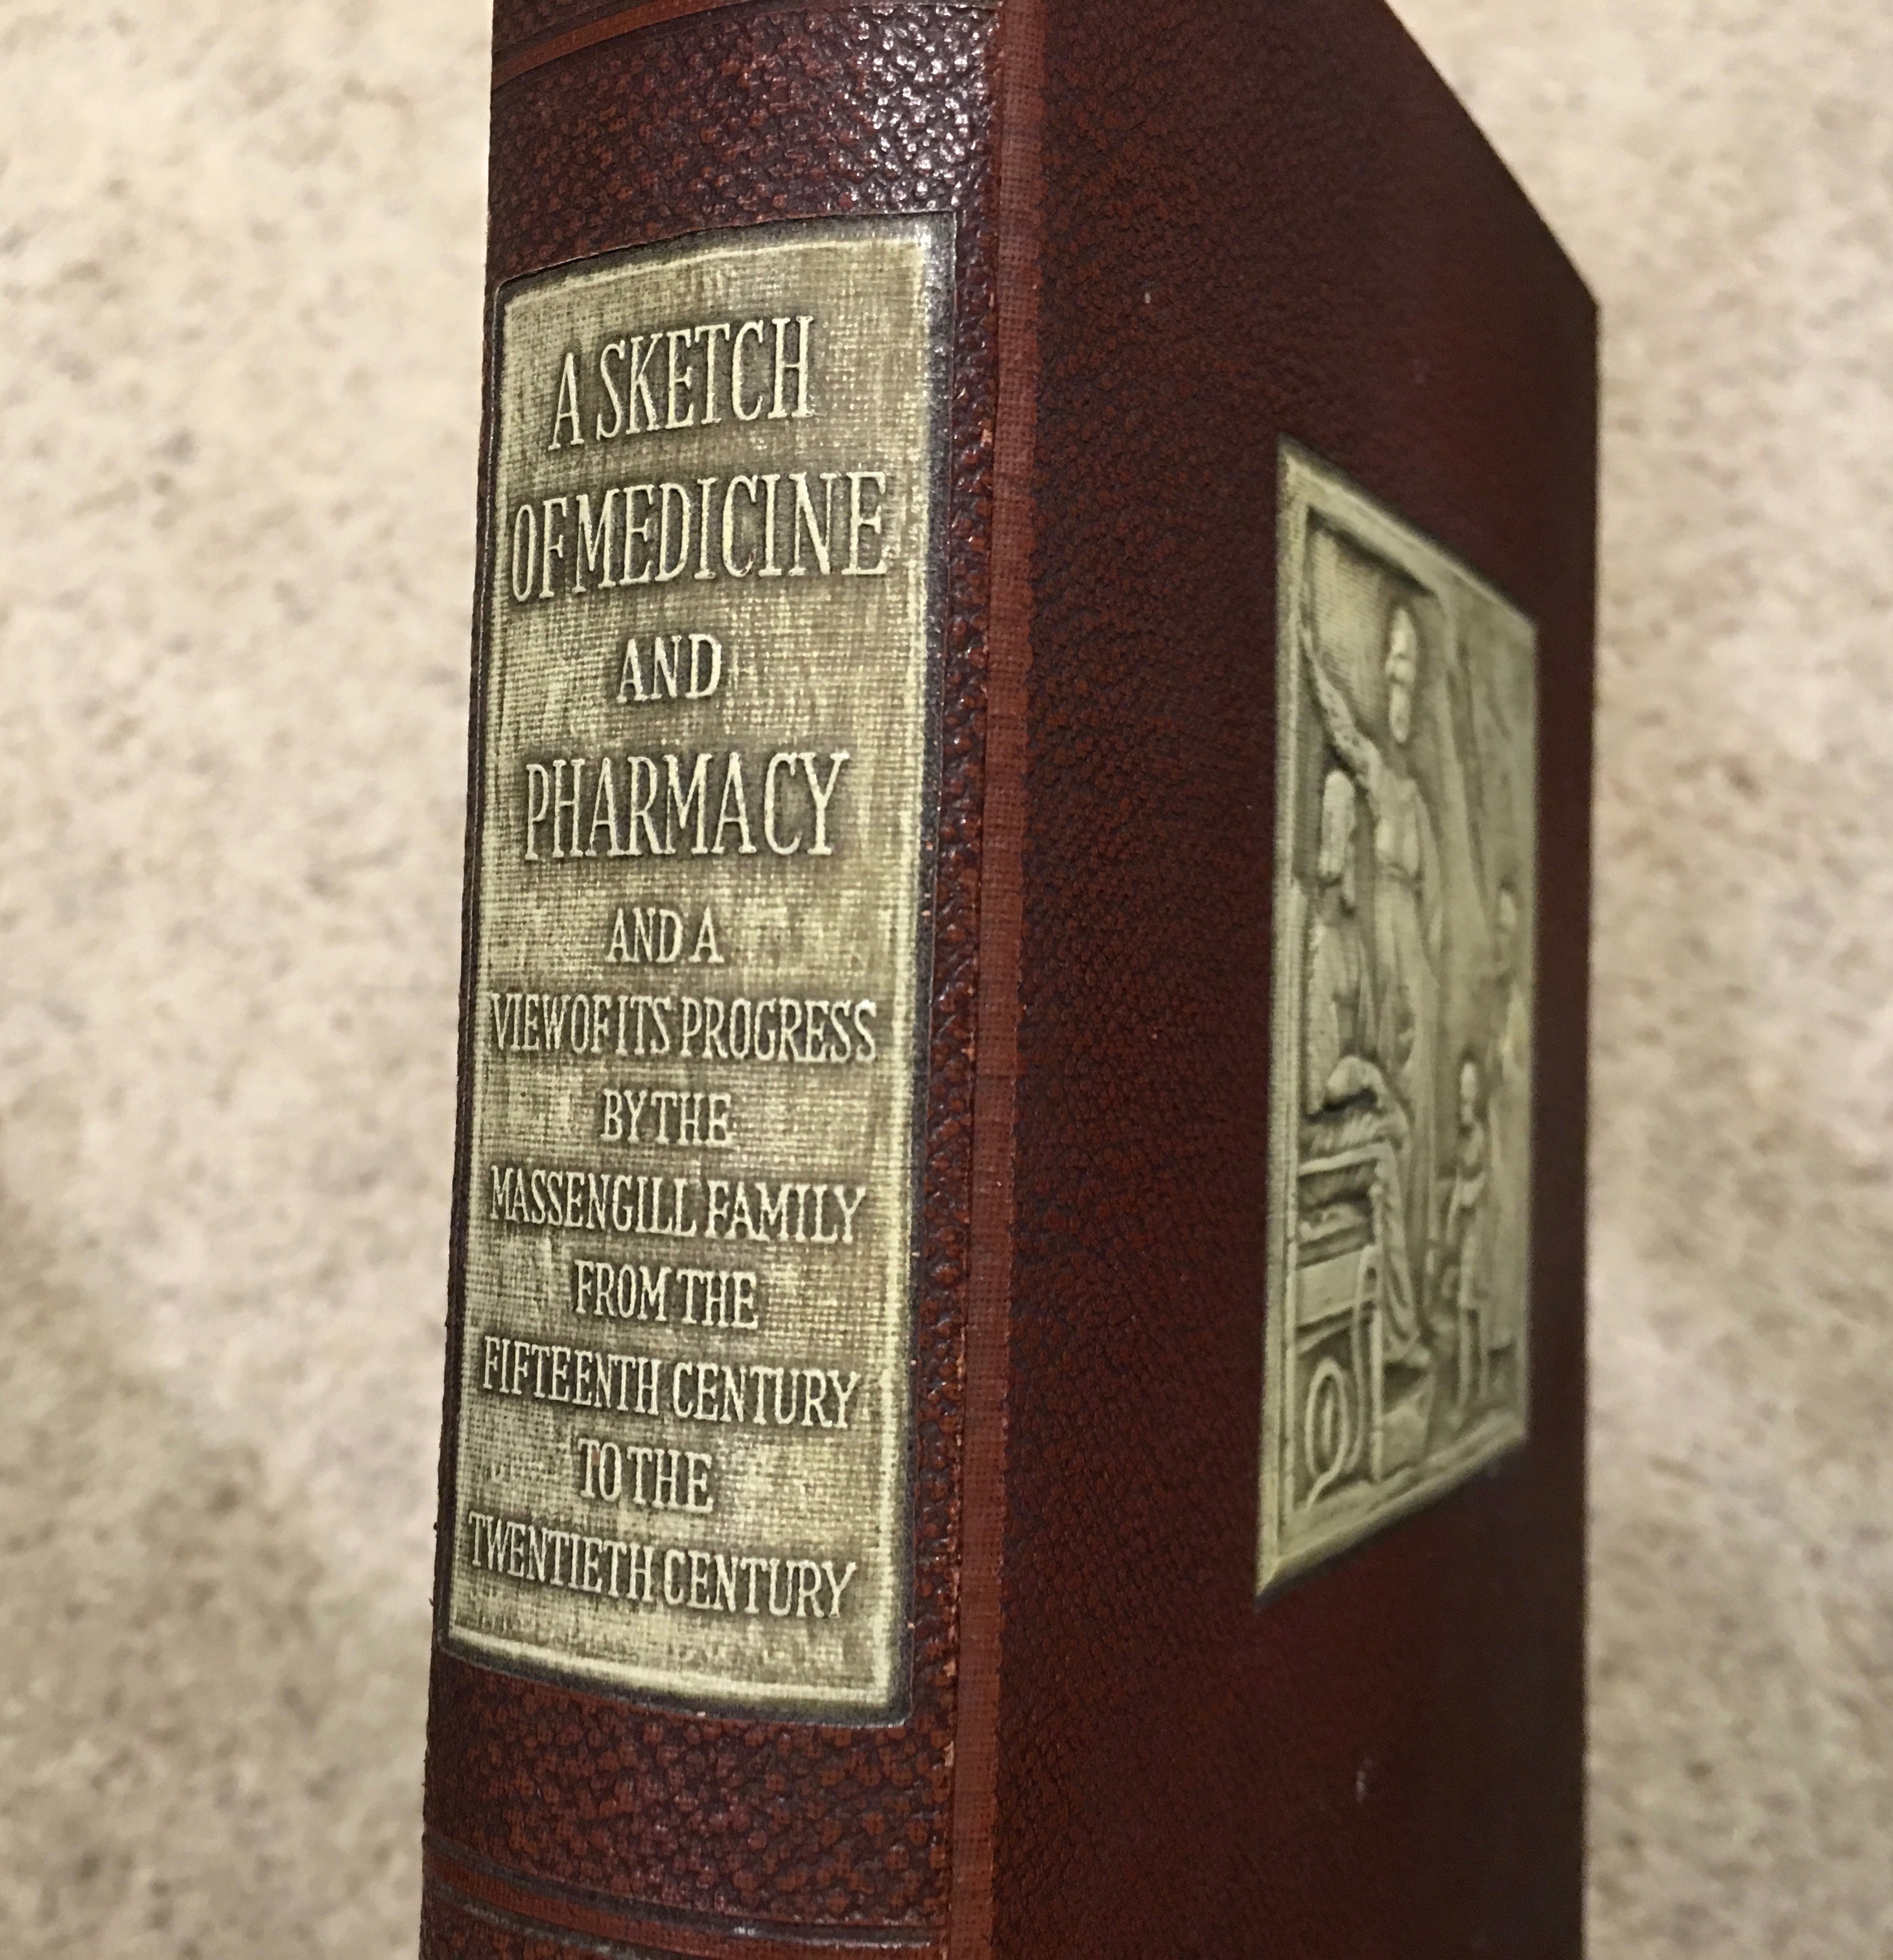 A SKETCH
OF MEDICINE
AND
PHARMACY
AND A
VIEW OF ITS PROGRESS
BY THE
MASSENGILL FAMILY
FROM THE
FIFTEENTH CENTURY
TO THE
TWENTIETH CENTURY